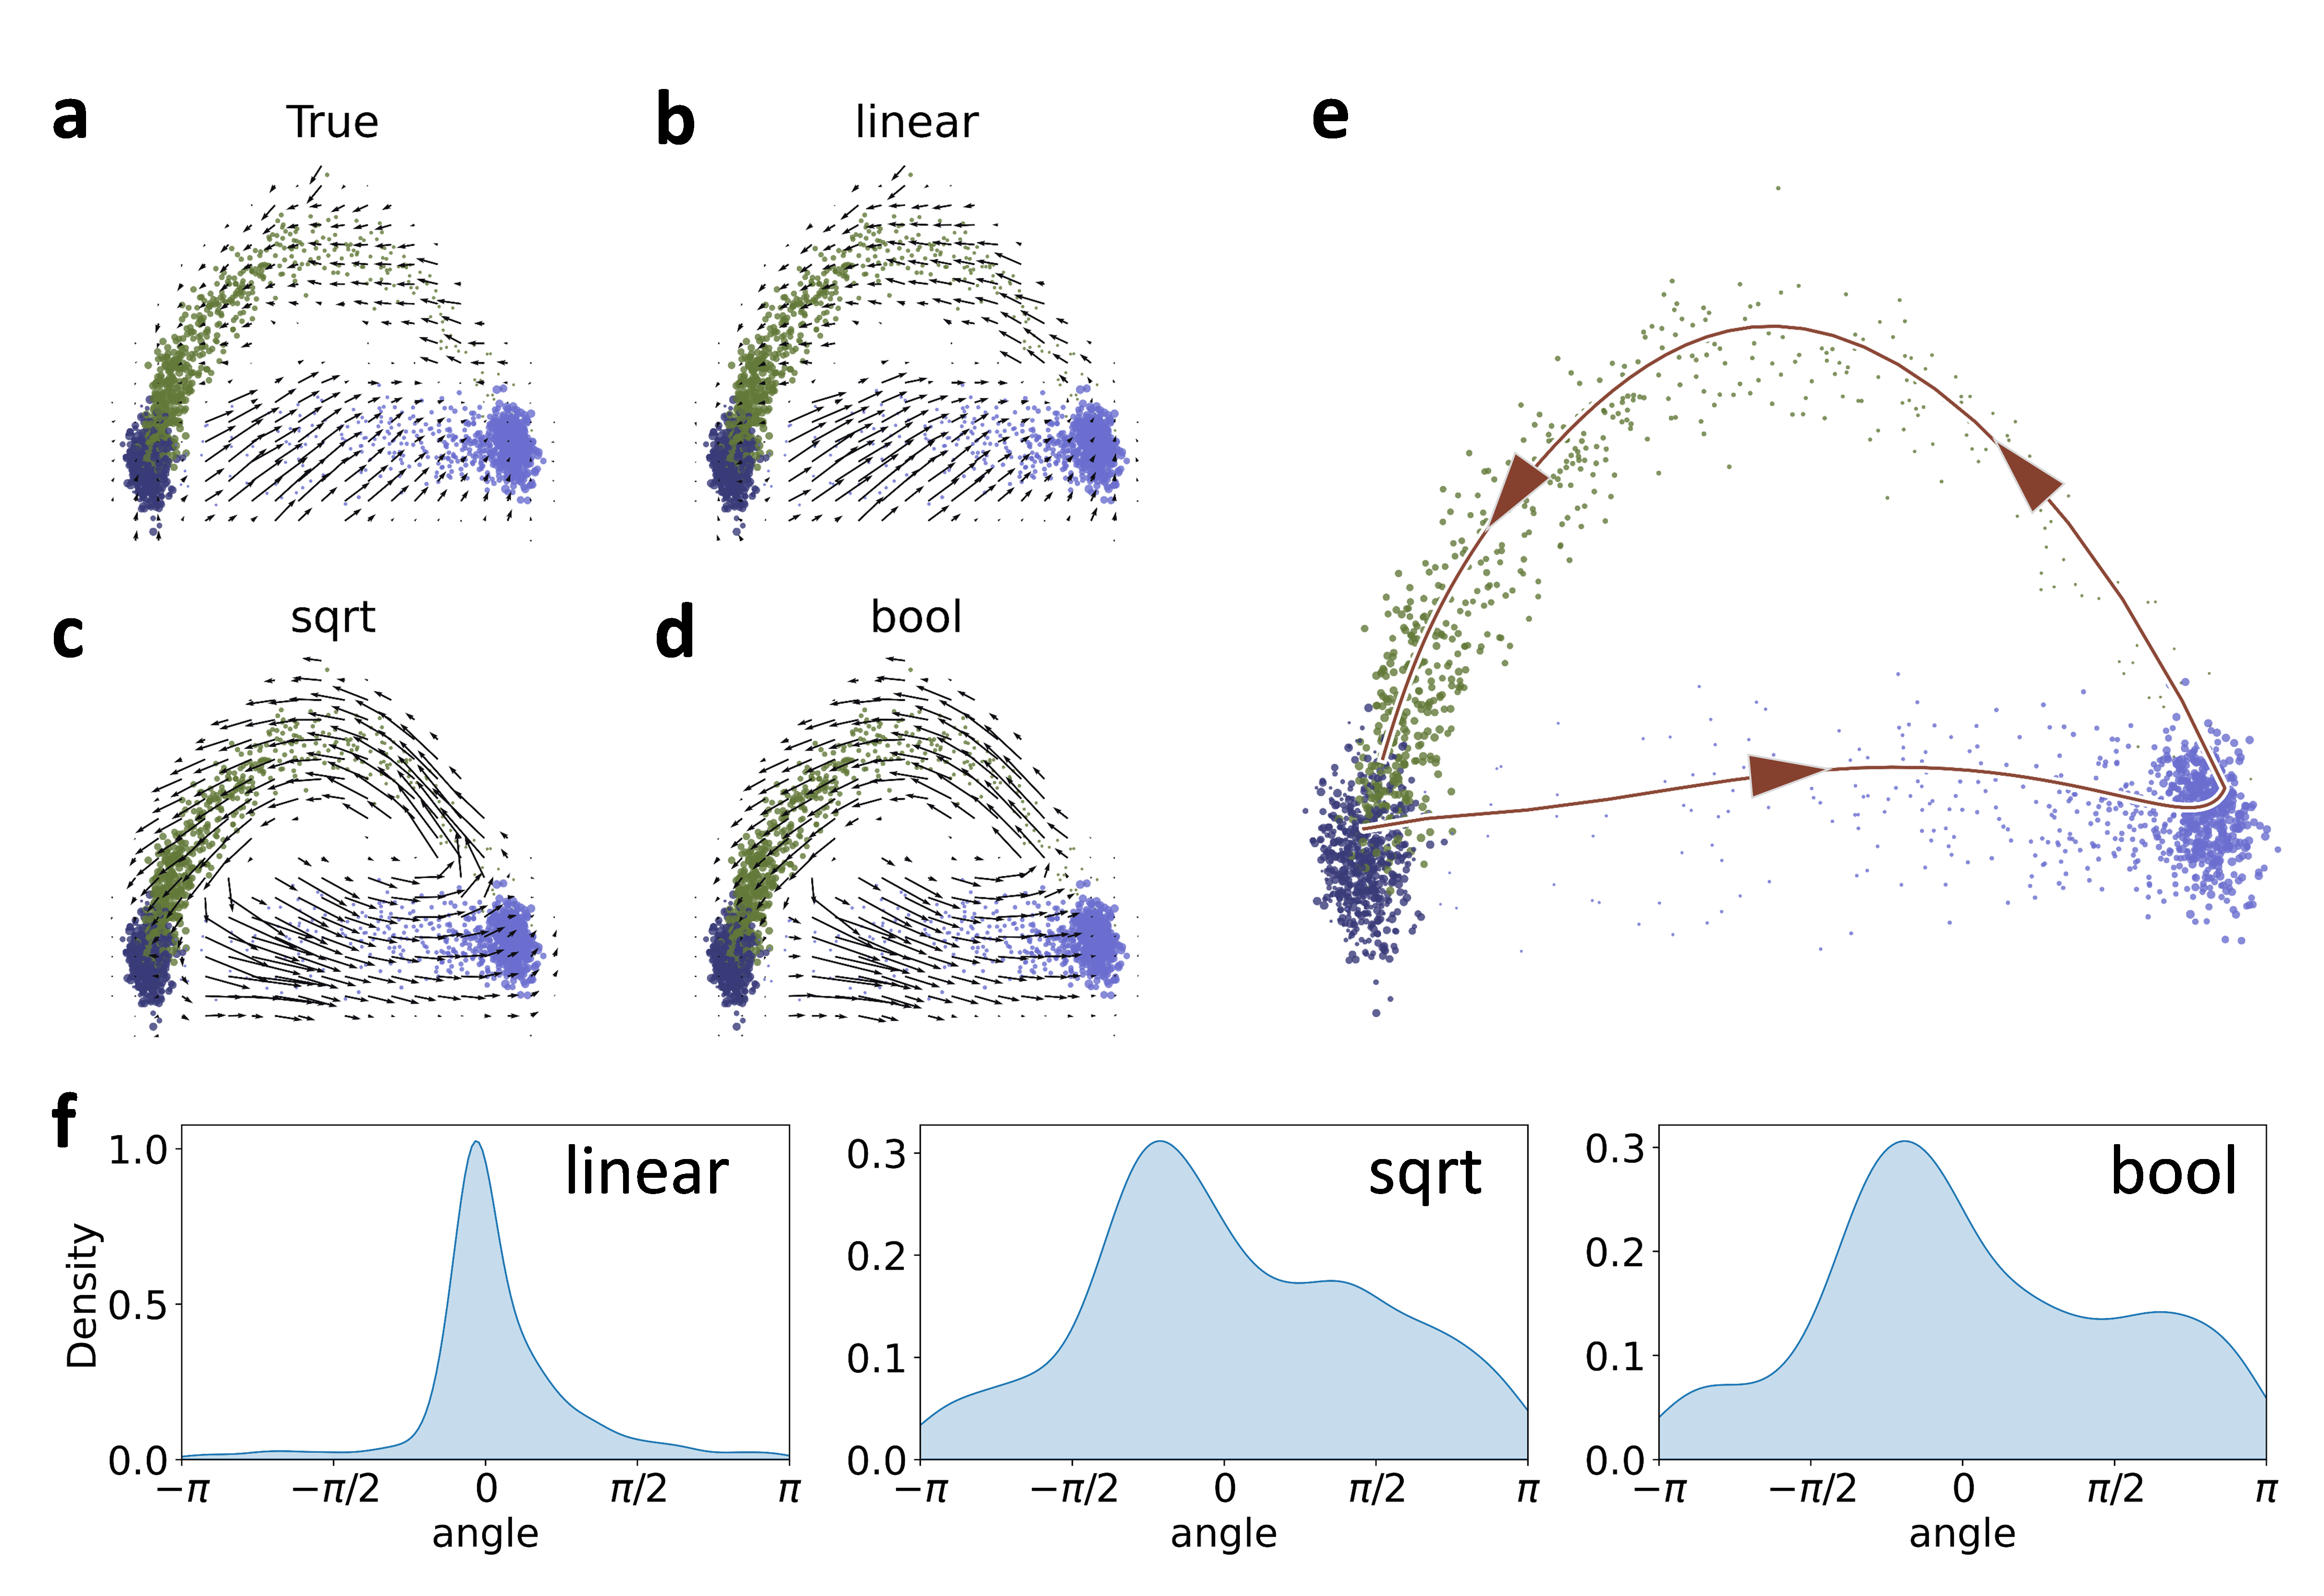 a
True
b
linear
e
c
sqrt
d
bool
f
linear
sqrt
bool
Density
1.0
0.5
0.0
−π
−π/2
0
π/2
π
angle
0.3
0.2
0.1
0.0
−π
−π/2
0
π/2
π
angle
0.3
0.2
0.1
0.0
−π
−π/2
0
π/2
π
angle